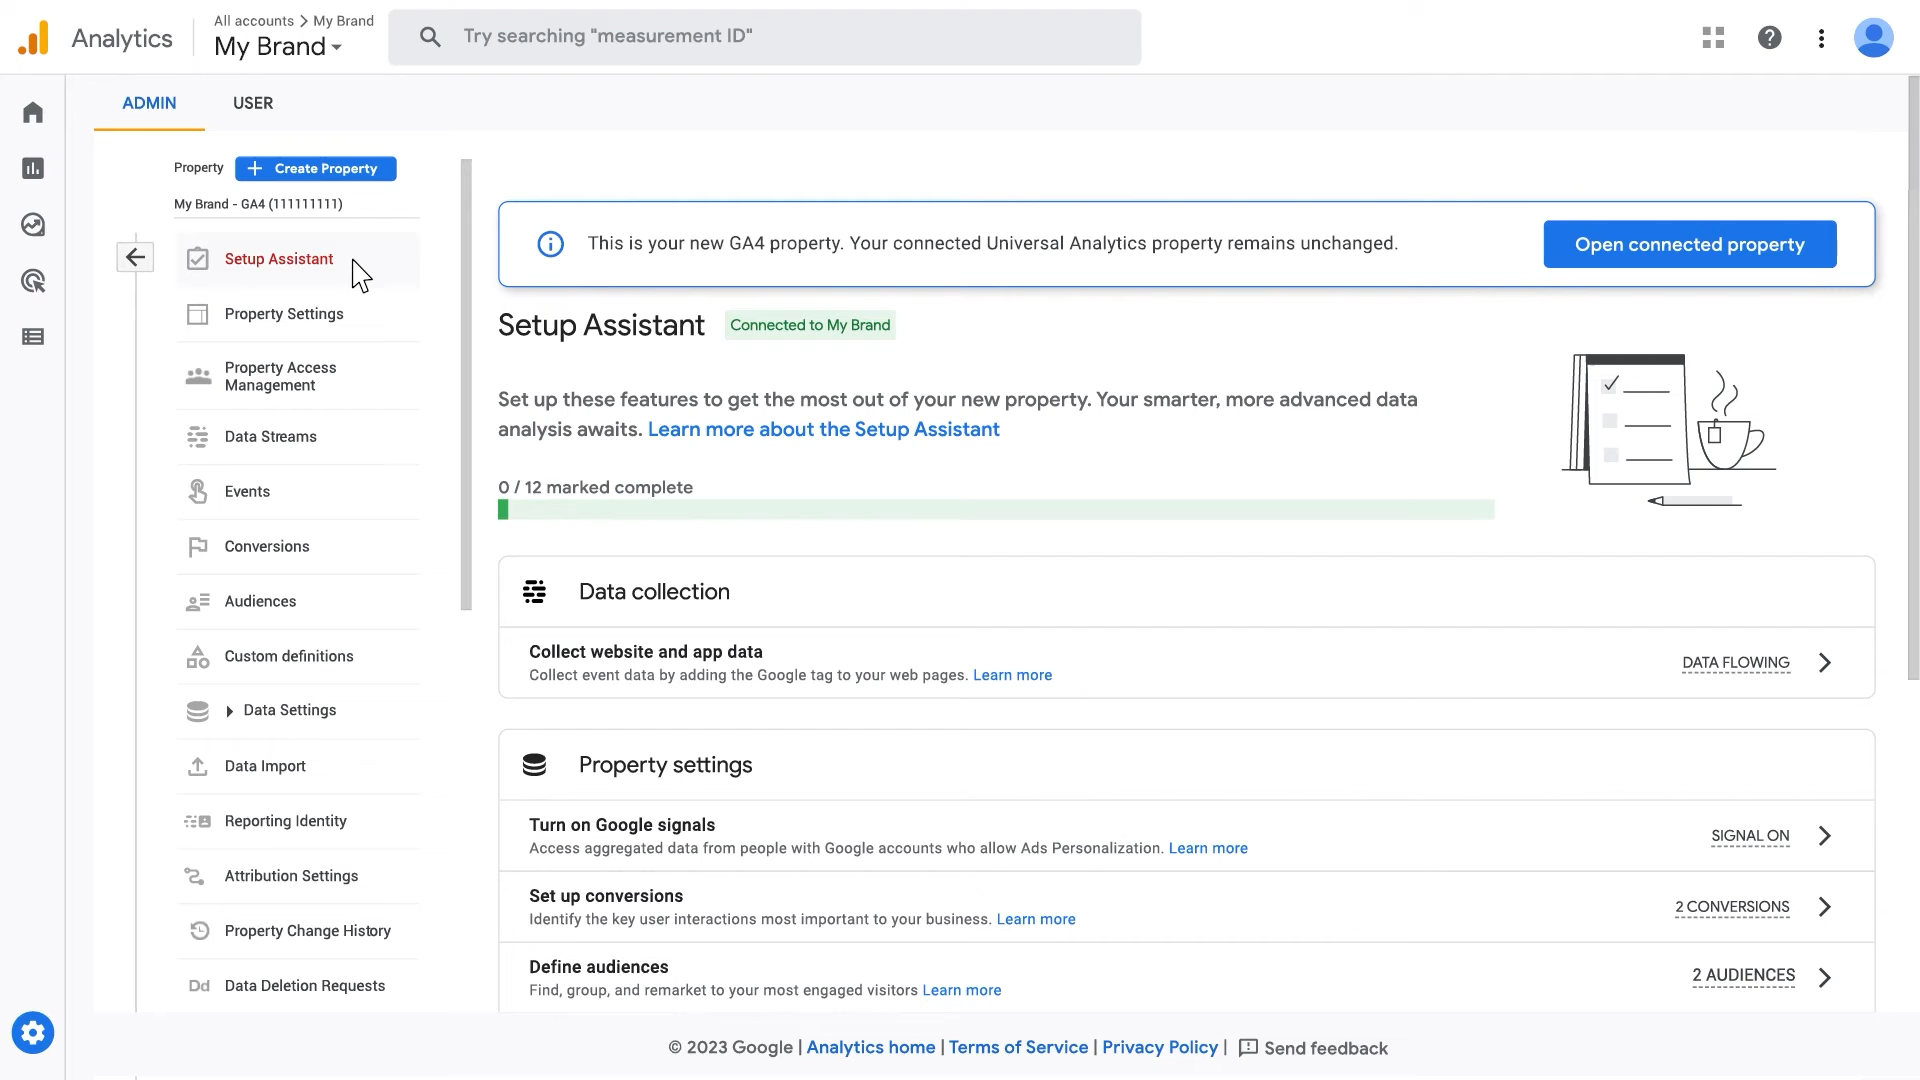 Analytics
All accounts > My Brand
My Brand
Try searching "measurement ID"
ADMIN
USER
Property
Create Property
My Brand - GA4 (111111111)
Setup Assistant
Property Settings
Property Access
Management
Data Streams
Events
Conversions
Audiences
Custom definitions
Data Settings
Data Import
Reporting Identity
Attribution Settings
Property Change History
Dd Data Deletion Requests
This is your new GA4 property. Your connected Universal Analytics property remains unchanged.
Open connected property
Setup Assistant
Connected to My Brand
Set up these features to get the most out of your new property. Your smarter, more advanced data
analysis awaits. Learn more about the Setup Assistant
0 / 12 marked complete
Data collection
Collect website and app data
Collect event data by adding the Google tag to your web pages. Learn more
DATA FLOWING
Property settings
Turn on Google signals
Access aggregated data from people with Google accounts who allow Ads Personalization. Learn more
SIGNAL ON
Set up conversions
Identify the key user interactions most important to your business. Learn more
2 CONVERSIONS
Define audiences
Find, group, and remarket to your most engaged visitors Learn more
2 AUDIENCES
© 2023 Google | Analytics home | Terms of Service | Privacy Policy | Send feedback